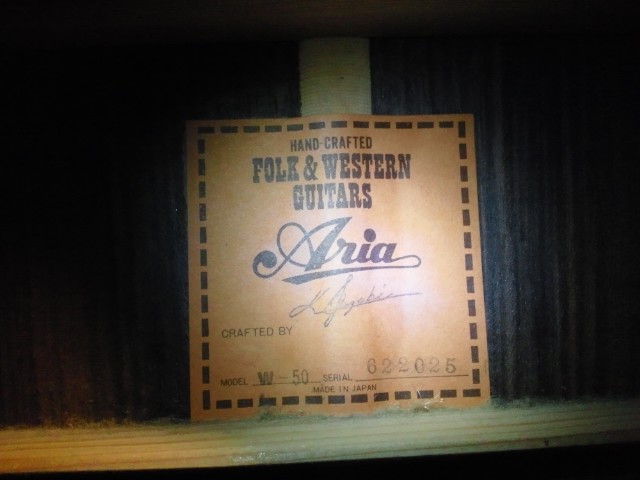 HAND-CRAFTED
FOLK & WESTERN
GUITARS
Aria
CRAFTED BY
MODEL W-50 SERIAL 622025
MADE IN JAPAN